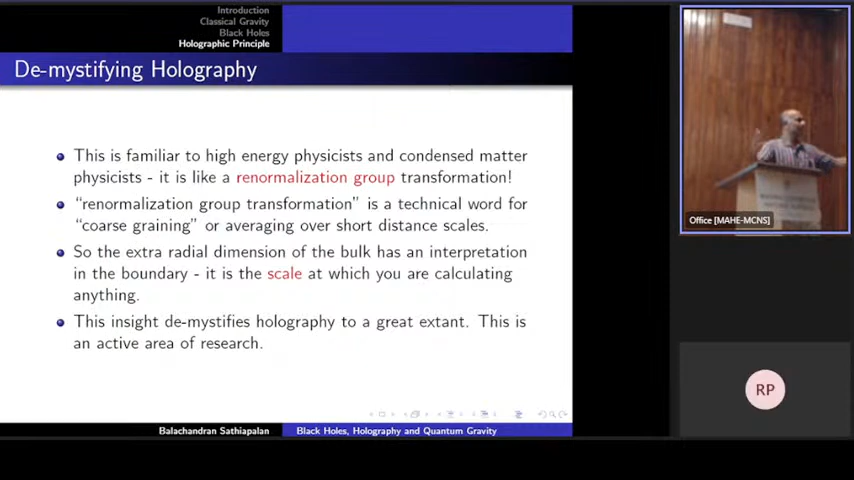 Introduction
Classical Gravity
Black Holes
Holographic Principle
De-mystifying Holography
This is familiar to high energy physicists and condensed matter
physicists - it is like a renormalization group transformation!
“renormalization group transformation” is a technical word for
“coarse graining” or averaging over short distance scales.
So the extra radial dimension of the bulk has an interpretation
in the boundary - it is the scale at which you are calculating
anything.
This insight de-mystifies holography to a great extant. This is
an active area of research.
Balachandran Sathiapalan
Black Holes, Holography and Quantum Gravity
Office [MAHE-MCNS]
RP